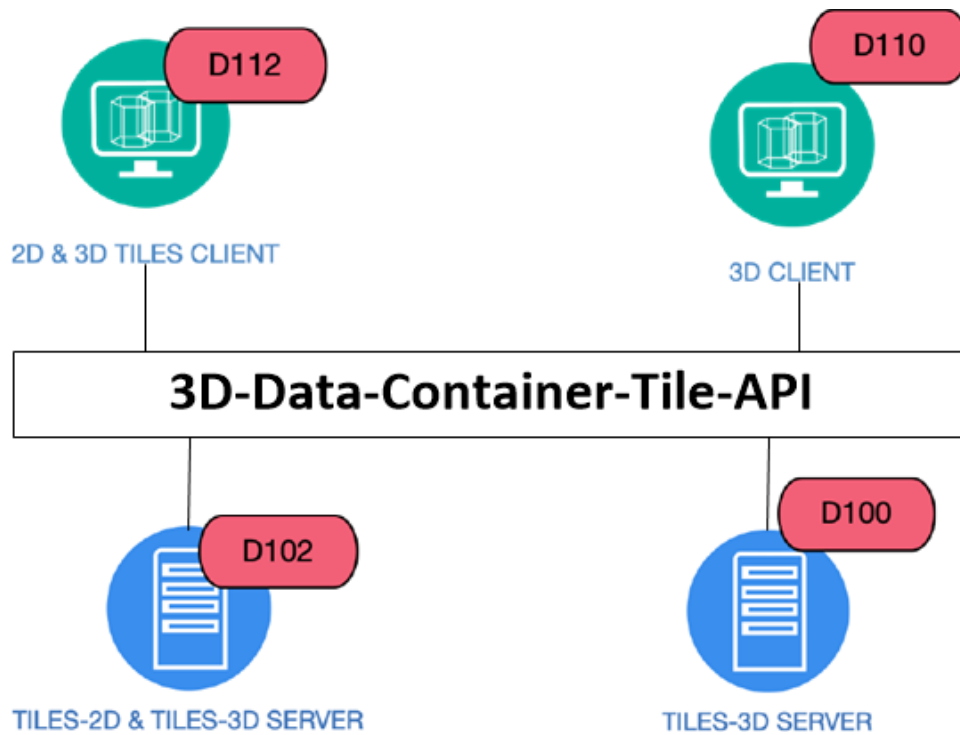 D112
D110
2D & 3D TILES CLIENT
3D CLIENT
3D-Data-Container-Tile-API
D102
D100
TILES-2D & TILES-3D SERVER
TILES-3D SERVER